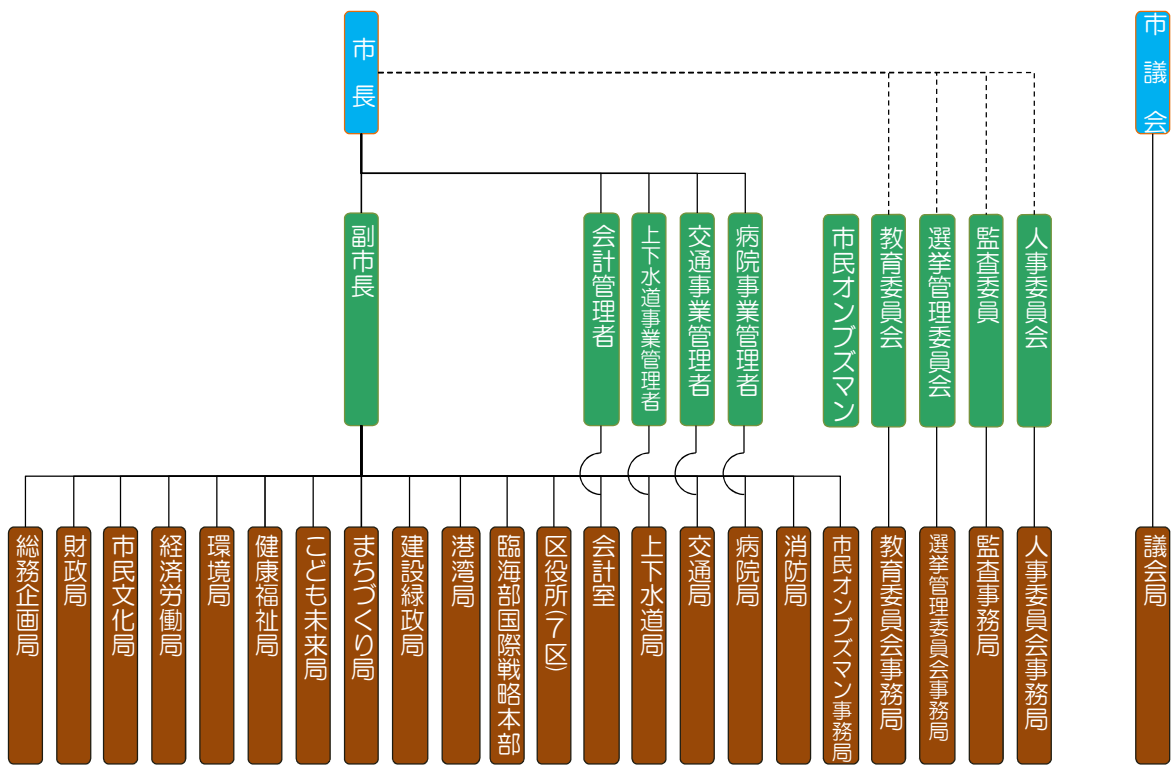 市長
市議会
副市長
会計管理者
上下水道事業管理者
交通事業管理者
病院事業管理者
市民オンブズマン
教育委員会
選挙管理委員会
監査委員
人事委員会
総務企画局
財政局
市民文化局
経済労働局
環境局
健康福祉局
こども未来局
まちづくり局
建設緑政局
港湾局
臨海部国際戦略本部
区役所(7区)
会計室
上下水道局
交通局
病院局
消防局
市民オンブズマン事務局
教育委員会事務局
選挙管理委員会事務局
監査事務局
人事委員会事務局
議会局